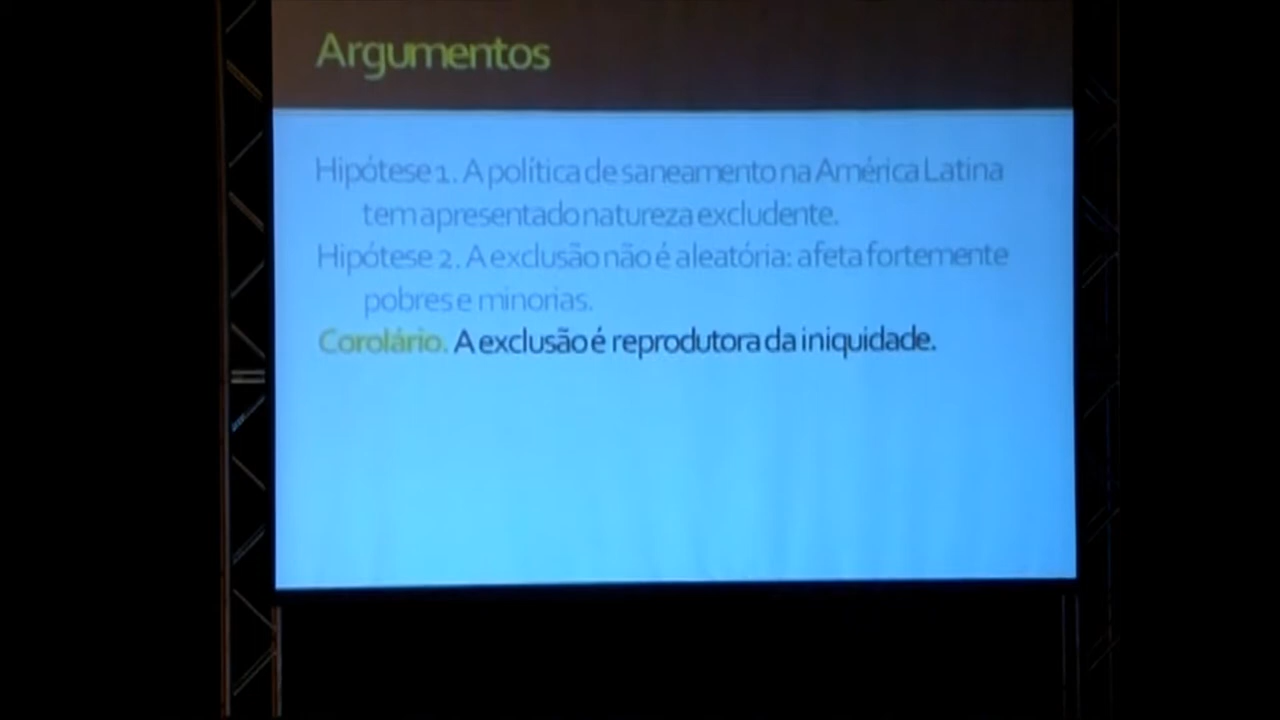 Argumentos
Hipótese 1. A política de saneamento na América Latina
tem apresentado natureza excludente.
Hipótese 2. A exclusão não é aleatória: afeta fortemente
pobres e minorias.
Corolário. A exclusão é reprodutora da iniquidade.